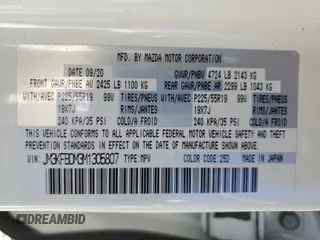 MFD. BY MAZDA MOTOR CORPORATION
DATE 09/20 GVWR/PNBV 4724 LB 2143 KG
FRONT GAWR/PNBE AV 2425 LB 1100 KG REAR GAWR/PNBE AR 2299 LB 1043 KG
WITH/AVEC P225/55R19 99V TIRES/PNEUS WITH/AVEC P225/55R19 99V TIRES/PNEUS
19X7J RIMS/JANTES 19X7J RIMS/JANTES
240 KPA/35 PSI COLD/A FROID 240 KPA/35 PSI COLD/A FROID
THIS VEHICLE CONFORMS TO ALL APPLICABLE FEDERAL MOTOR
VEHICLE SAFETY, BUMPER, AND THEFT PREVENTION
STANDARDS IN EFFECT ON THE DATE OF MANUFACTURE SHOWN ABOVE.
VIN: TYPE: MPV COLOR: 25D MADE IN JAPAN